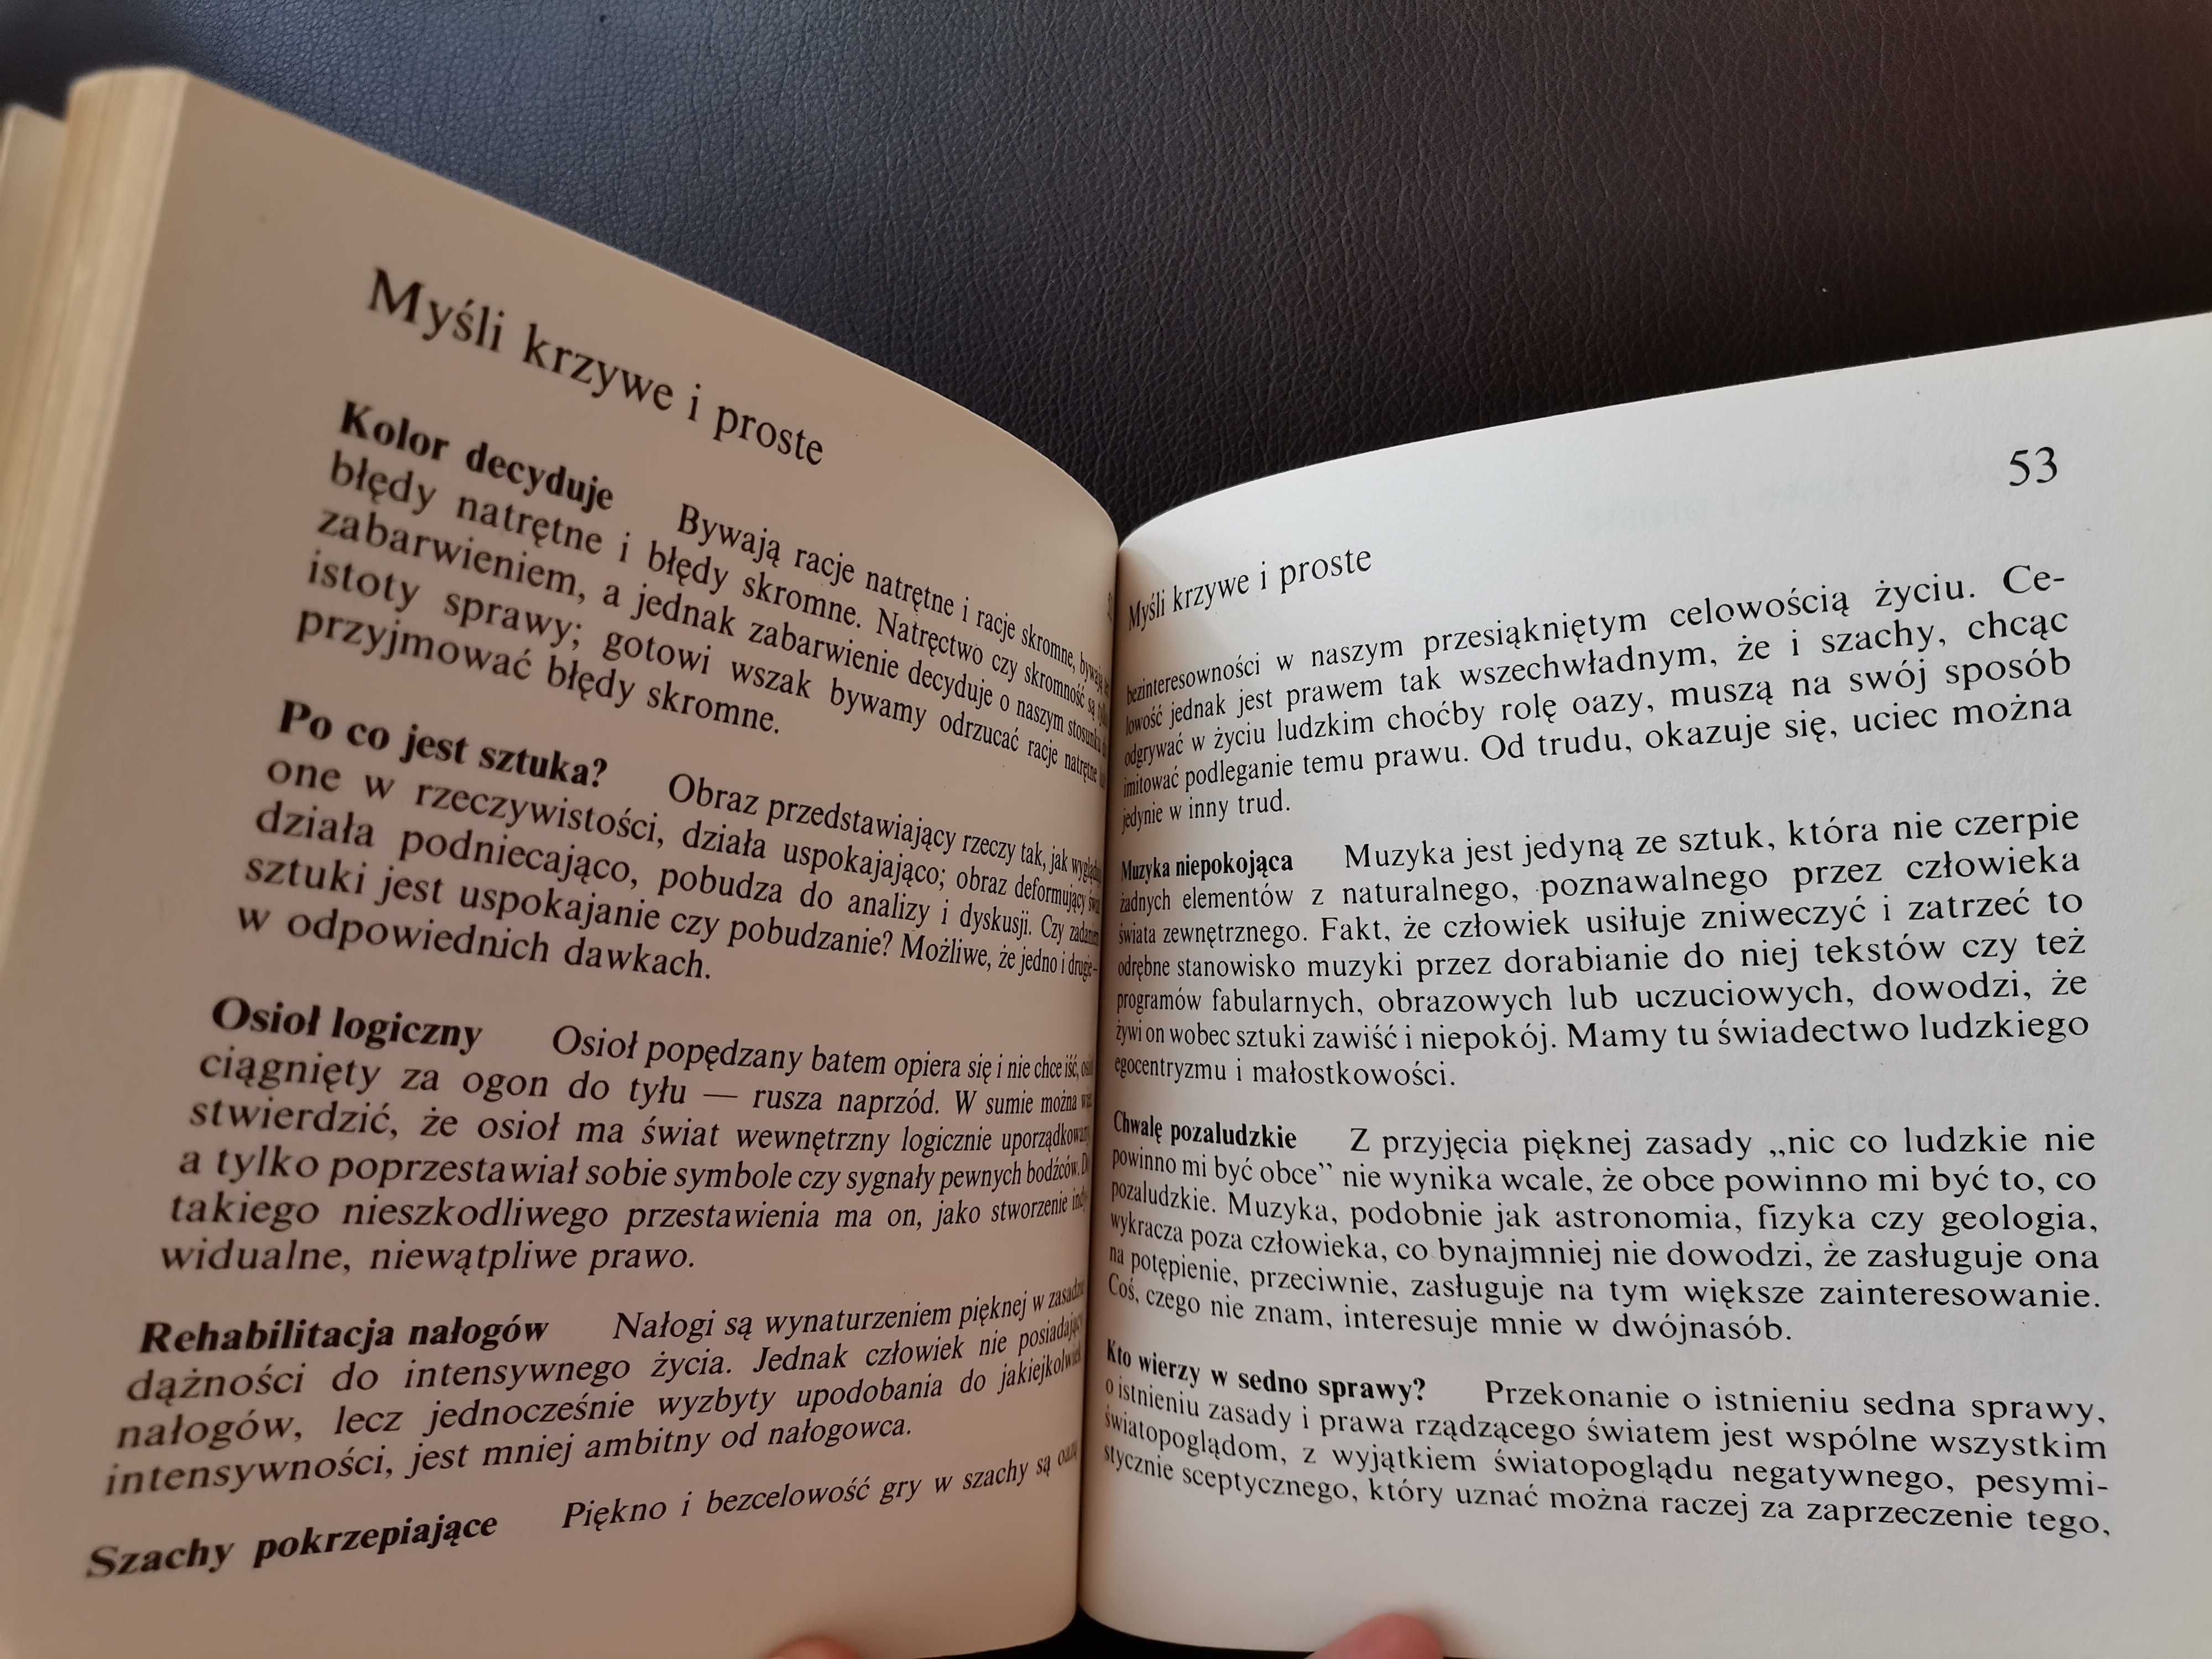 Myśli krzywe i proste
Kolor decyduje Bywają racje natrętne i racje skromne, bywają
błędy natrętne i błędy skromne. Natręctwo czy skromność są
zabarwieniem, a jednak zabarwienie decyduje o naszym stosunku
istoty sprawy; gotowi wszak bywamy odrzucać racje natrętne
przyjmować błędy skromne.
Po co jest sztuka? Obraz przedstawiający rzeczy tak, jak wyglądają
one w rzeczywistości, działa uspokajająco; obraz deformujący
działa podniecająco, pobudza do analizy i dyskusji. Czy zadaniem
sztuki jest uspokajanie czy pobudzanie? Możliwe, że jedno i drugie –
w odpowiednich dawkach.
Osioł logiczny Osioł popędzany batem opiera się i nie chce iść,
ciągnięty za ogon do tyłu — rusza naprzód. W sumie można
stwierdzić, że osioł ma świat wewnętrzny logicznie uporządkowany,
a tylko poprzestawiał sobie symbole czy sygnały pewnych bodźców. Do
takiego nieszkodliwego przestawienia ma on, jako stworzenie indy-
widualne, niewątpliwe prawo.
Rehabilitacja nałogów Nałogi są wynaturzeniem pięknej w zasadzie
dążności do intensywnego życia. Jednak człowiek nie posiadający
nałogów, lecz jednocześnie wyzbyty upodobania do jakiejkolwiek
intensywności, jest mniej ambitny od nałogowca.
Szachy pokrzepiające Piękno i bezcelowość gry w szachy są oazą
53
Myśli krzywe i proste
bezinteresowności w naszym przesiąkniętym celowością życiu. Ce-
lowość jednak jest prawem tak wszechwładnym, że i szachy, chcąc
odgrywać w życiu ludzkim choćby rolę oazy, muszą na swój sposób
imitować podleganie temu prawu. Od trudu, okazuje się, uciec można
jedynie w inny trud.
Muzyka niepokojąca Muzyka jest jedyną ze sztuk, która nie czerpie
żadnych elementów z naturalnego, poznawalnego przez człowieka
świata zewnętrznego. Fakt, że człowiek usiłuje zniweczyć i zatrzeć to
odrębne stanowisko muzyki przez dorabianie do niej tekstów czy też
programów fabularnych, obrazowych lub uczuciowych, dowodzi, że
żywi on wobec sztuki zawiść i niepokój. Mamy tu świadectwo ludzkiego
egocentryzmu i małostkowości.
Chwalę pozaludzkie Z przyjęcia pięknej zasady „nic co ludzkie nie
powinno mi być obce” nie wynika wcale, że obce powinno mi być to, co
pozaludzkie. Muzyka, podobnie jak astronomia, fizyka czy geologia,
wykracza poza człowieka, co bynajmniej nie dowodzi, że zasługuje ona
na potępienie, przeciwnie, zasługuje na tym większe zainteresowanie.
Coś, czego nie znam, interesuje mnie w dwójnasób.
Kto wierzy w sedno sprawy? Przekonanie o istnieniu sedna sprawy,
o istnieniu zasady i prawa rządzącego światem jest wspólne wszystkim
światopoglądom, z wyjątkiem światopoglądu negatywnego, pesymi-
stycznie sceptycznego, który uznać można raczej za zaprzeczenie tego,